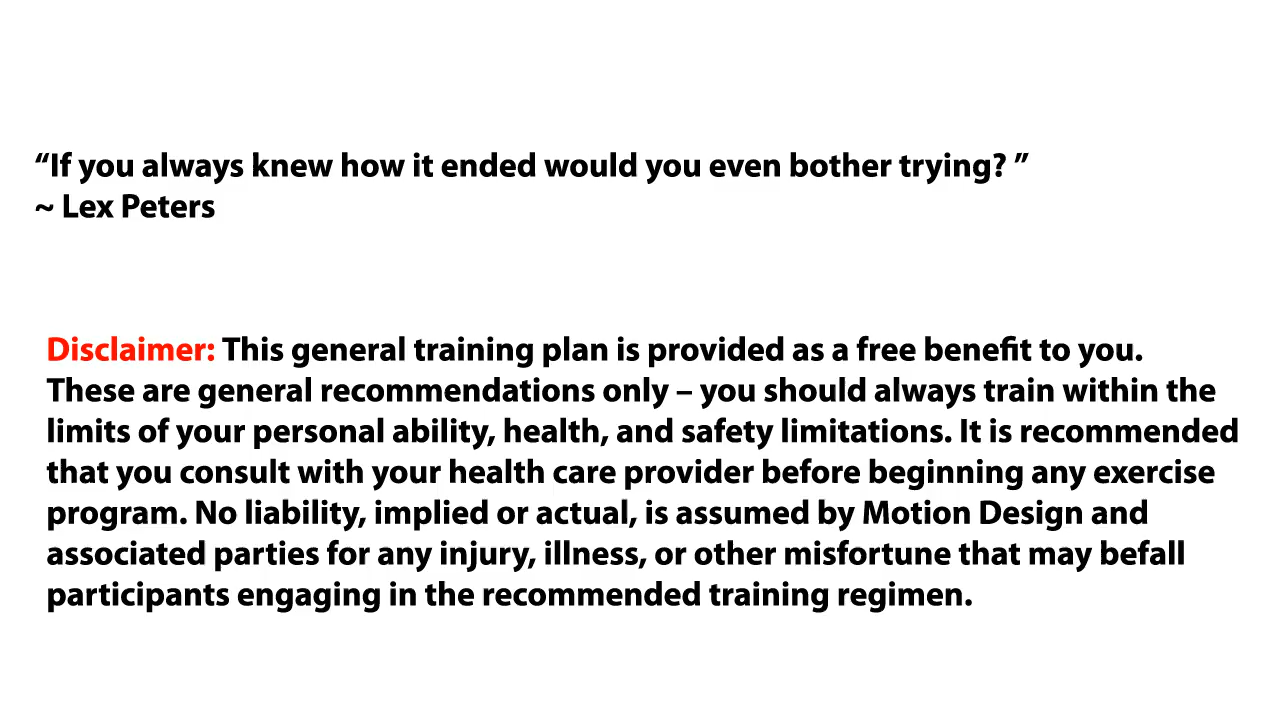 “If you always knew how it ended would you even bother trying? ”
~ Lex Peters
Disclaimer: This general training plan is provided as a free benefit to you.
These are general recommendations only – you should always train within the
limits of your personal ability, health, and safety limitations. It is recommended
that you consult with your health care provider before beginning any exercise
program. No liability, implied or actual, is assumed by Motion Design and
associated parties for any injury, illness, or other misfortune that may befall
participants engaging in the recommended training regimen.